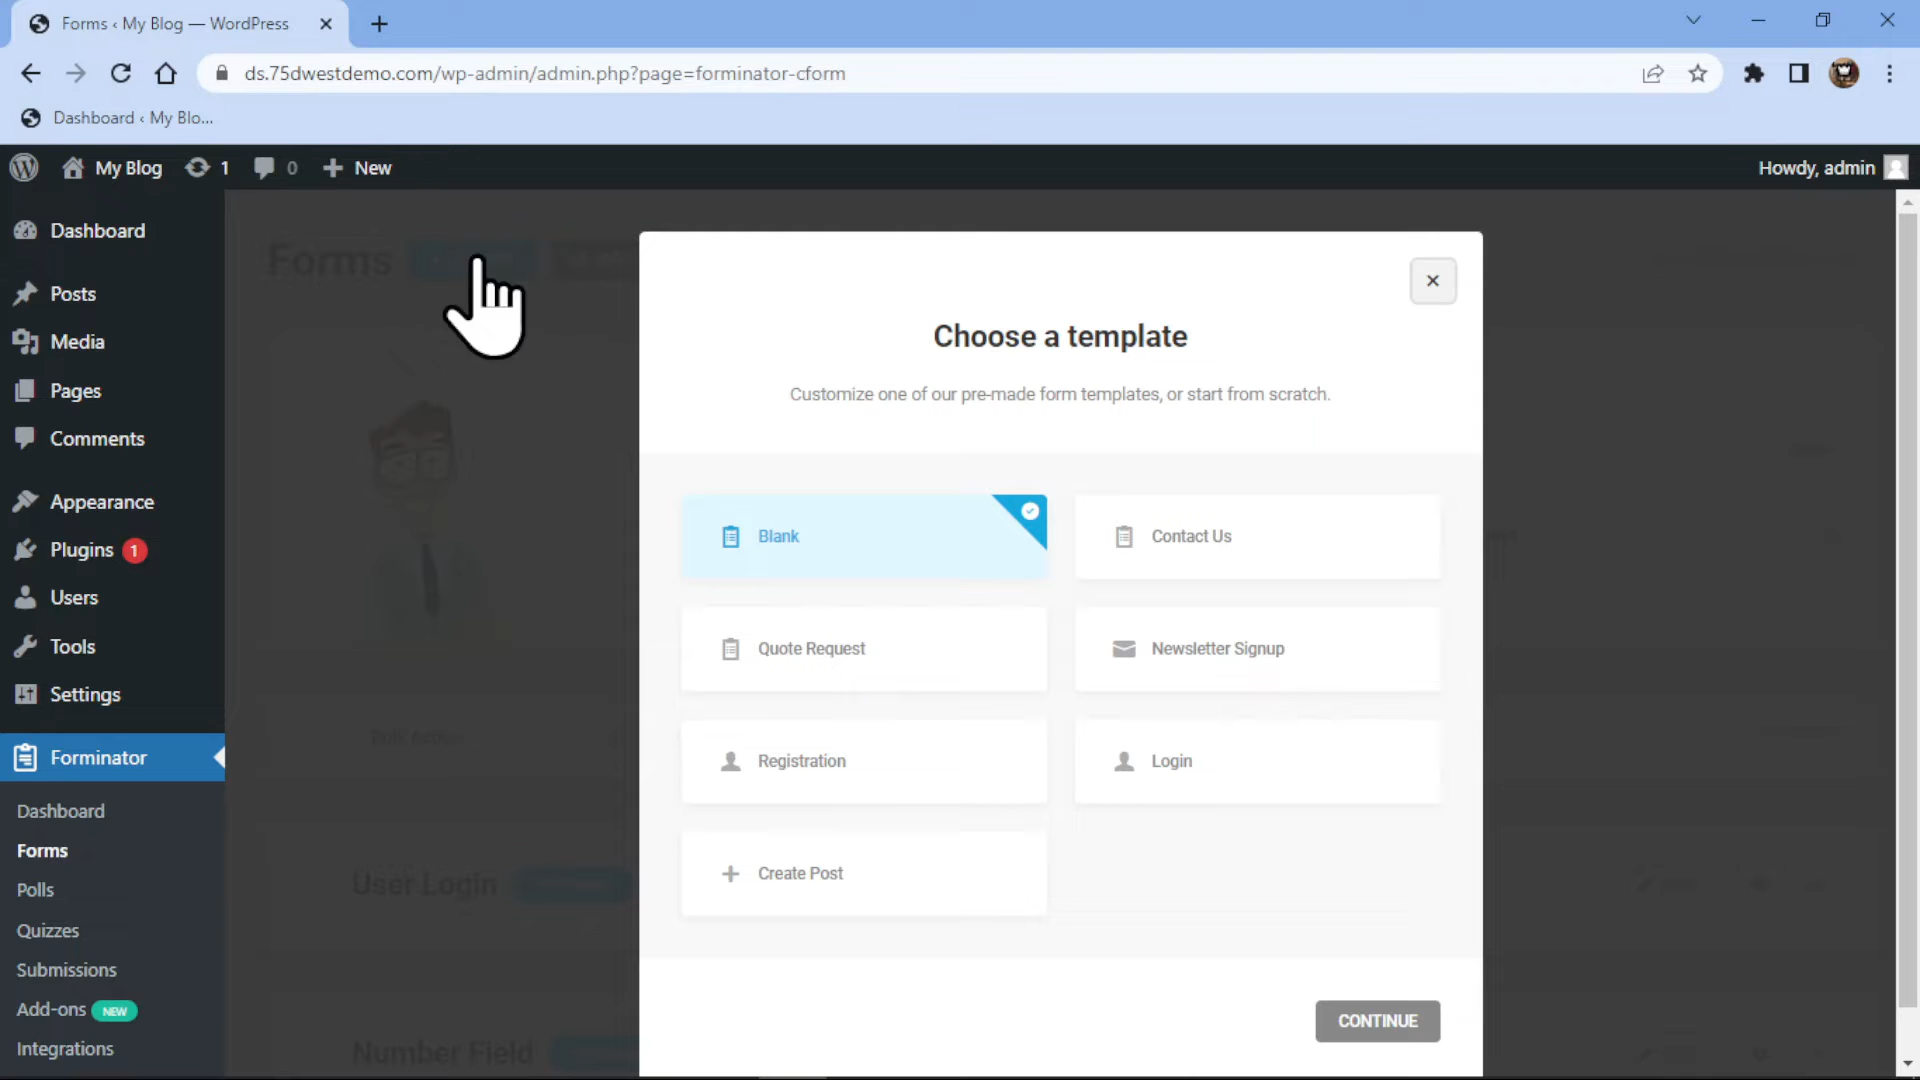 Forms ‹ My Blog — WordPress
ds.75dwestdemo.com/wp-admin/admin.php?page=forminator-cform
Dashboard ‹ My Blo...
My Blog 1 0 New
Howdy, admin
Dashboard
Posts
Media
Pages
Comments
Appearance
Plugins 1
Users
Tools
Settings
Forminator
Dashboard
Forms
Polls
Quizzes
Submissions
Add-ons NEW
Integrations
Forms
User Login
Number Field
Choose a template
Customize one of our pre-made form templates, or start from scratch.
Blank
Contact Us
Quote Request
Newsletter Signup
Registration
Login
Create Post
CONTINUE